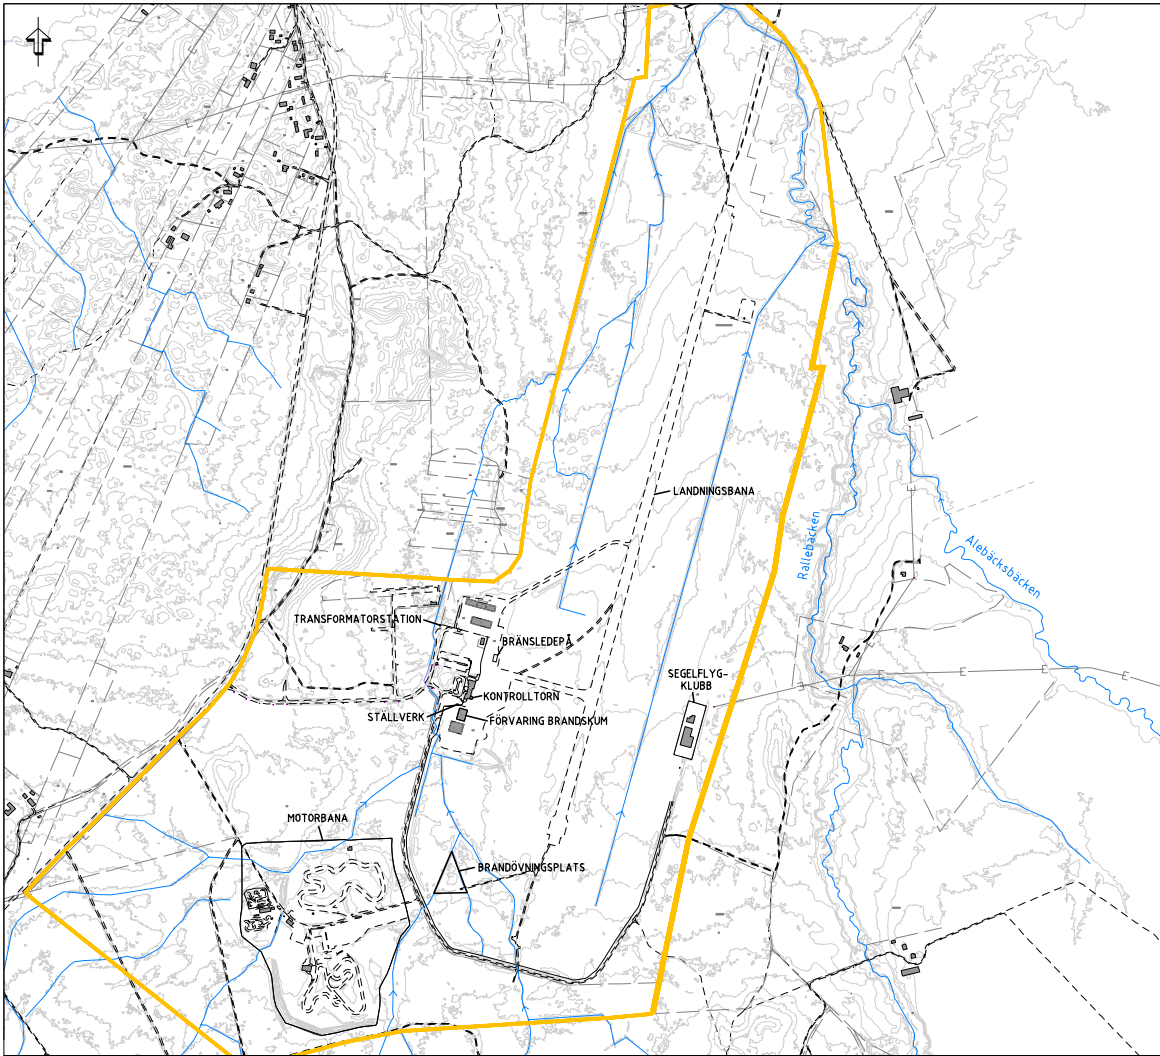 LANDNINGSBANA
Rallebäcken
Alebäcksbäcken
TRANSFORMATORSTATION
BRÄNSLEDEPÅ
SEGELFLYG-
KLUBB
KONTROLLTORN
STÄLLVERK
FÖRVARING BRANDSKUM
MOTORBANA
BRANDÖVNINGSPLATS
E
E
E
E
E